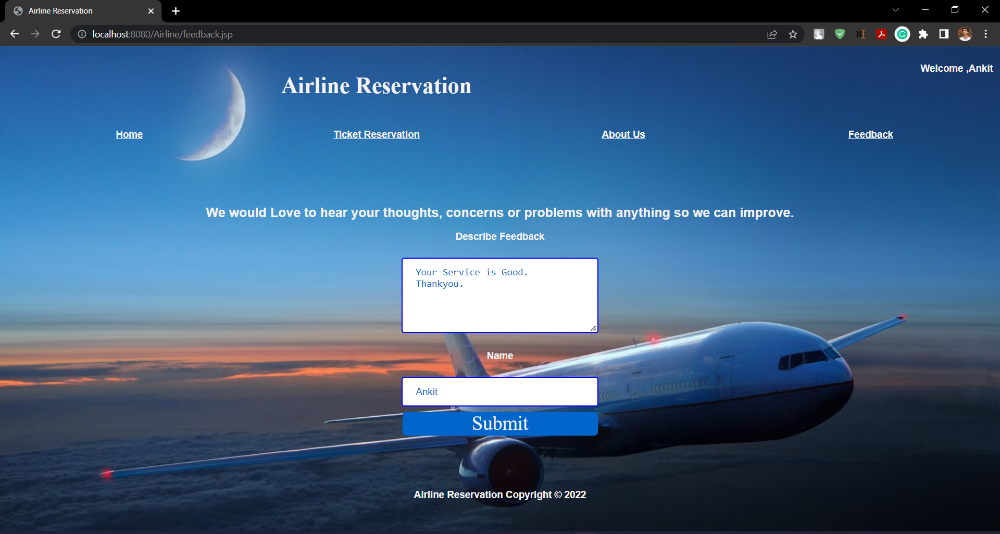 Airline Reservation
localhost:8080/Airline/feedback.jsp
Welcome ,Ankit
Airline Reservation
Home Ticket Reservation About Us Feedback
We would Love to hear your thoughts, concerns or problems with anything so we can improve.
Describe Feedback
Your Service is Good.
Thankyou.
Name
Ankit
Submit
Airline Reservation Copyright © 2022